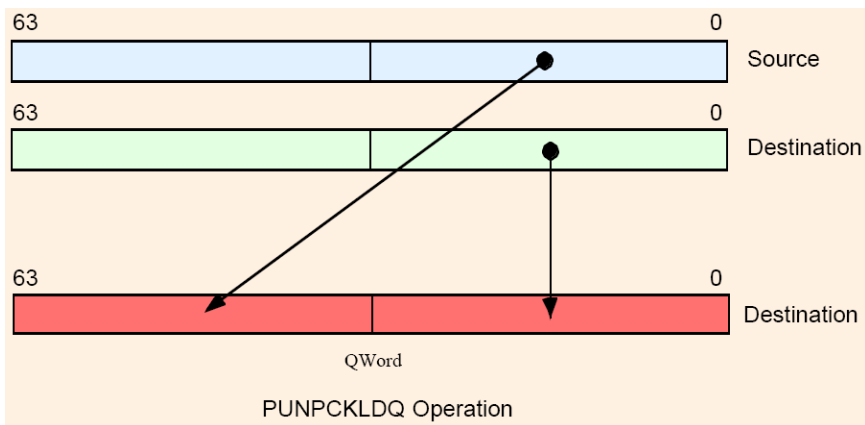 63 0
Source
63 0
Destination
63 0
Destination
QWord
PUNPCKLDQ Operation